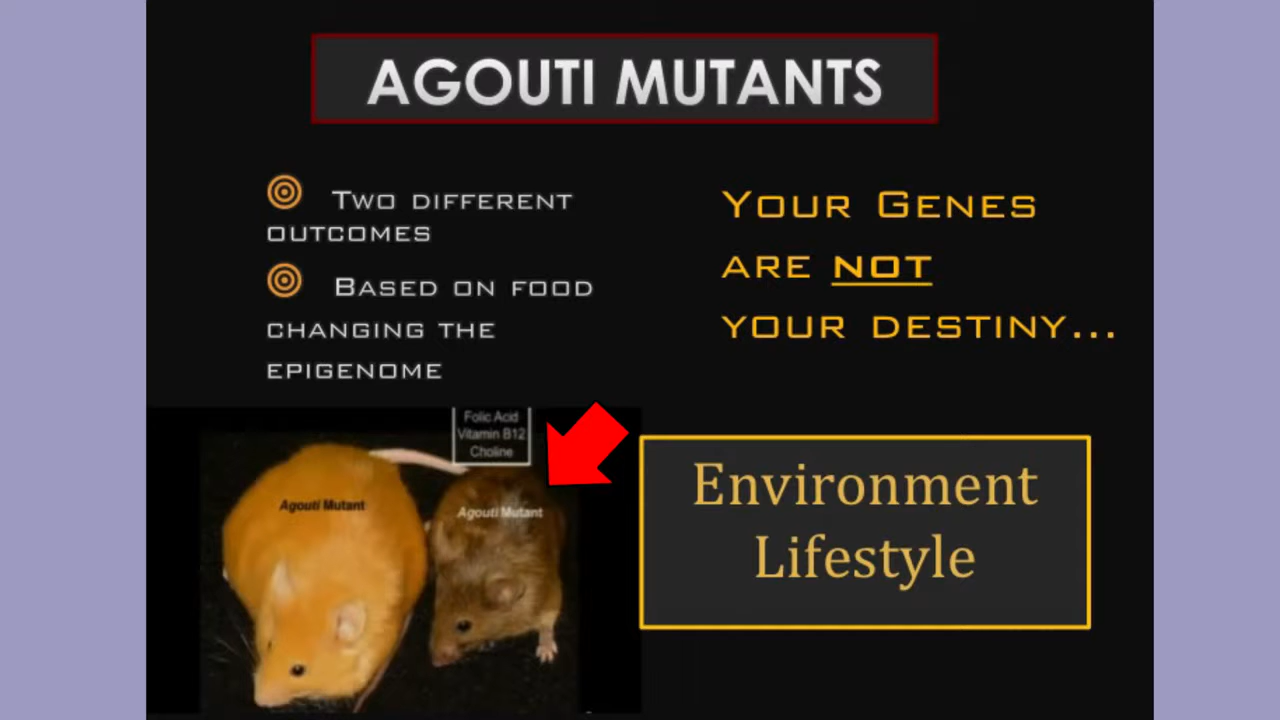 AGOUTI MUTANTS
TWO DIFFERENT
OUTCOMES
BASED ON FOOD
CHANGING THE
EPIGENOME
YOUR GENES
ARE NOT
YOUR DESTINY...
Folic Acid
Vitamin B12
Choline
Agouti Mutant
Agouti Mutant
Environment
Lifestyle